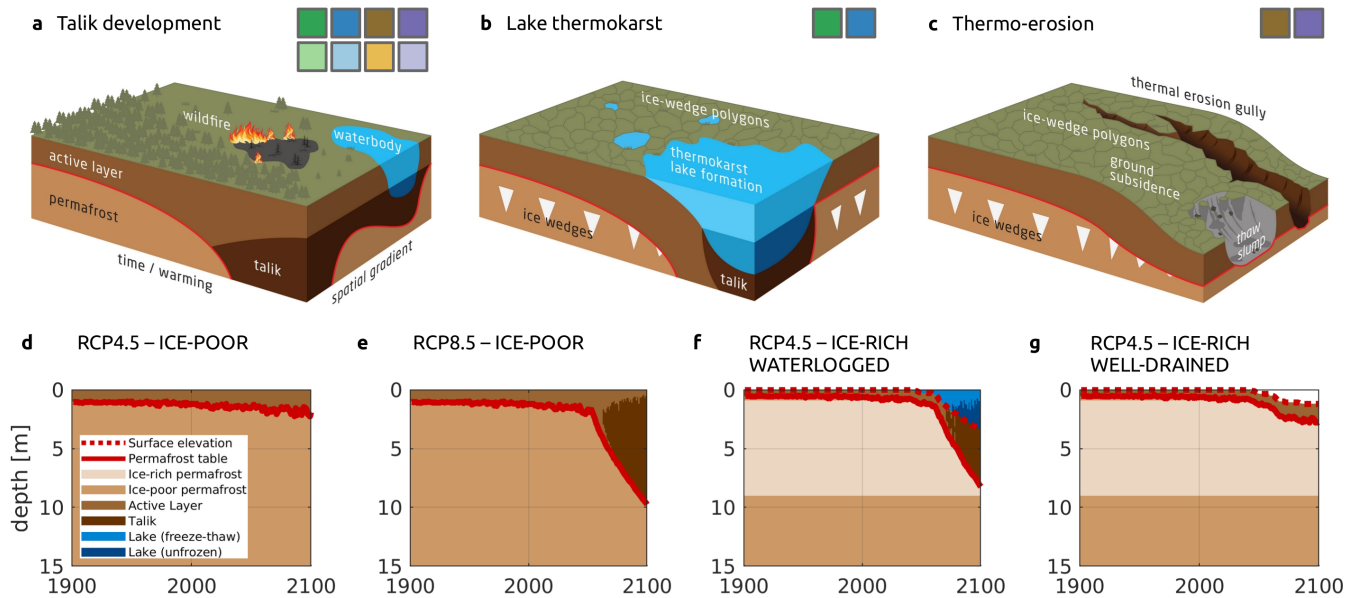 a Talik development
b Lake thermokarst
c Thermo-erosion
wildfire
waterbody
active layer
permafrost
talik
time / warming
spatial gradient
ice-wedge polygons
thermokarst
lake formation
ice wedges
talik
thermal erosion gully
ice-wedge polygons
ground
subsidence
ice wedges
thaw
slump
d RCP4.5 – ICE-POOR
e RCP8.5 – ICE-POOR
f RCP4.5 – ICE-RICH
WATERLOGGED
g RCP4.5 – ICE-RICH
WELL-DRAINED
depth [m]
0
5
10
15
1900 2000 2100
Surface elevation
Permafrost table
Ice-rich permafrost
Ice-poor permafrost
Active Layer
Talik
Lake (freeze-thaw)
Lake (unfrozen)
0
5
10
15
1900 2000 2100
0
5
10
15
1900 2000 2100
0
5
10
15
1900 2000 2100